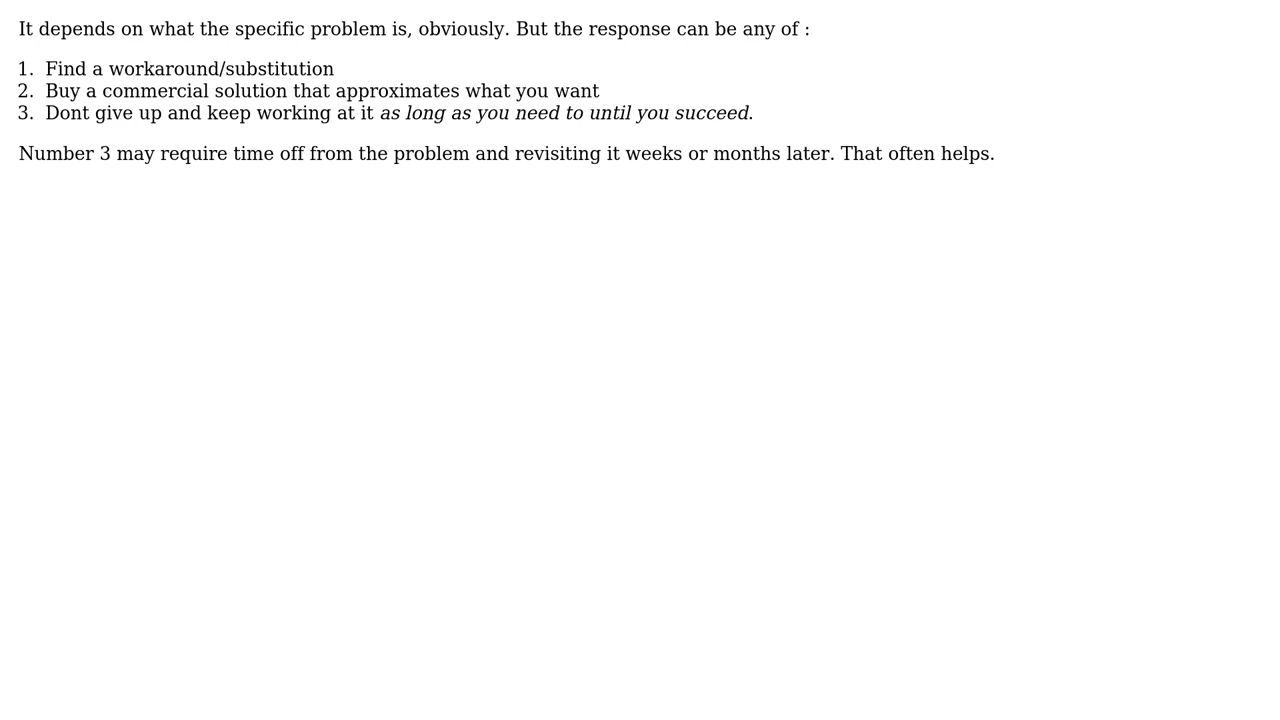 It depends on what the specific problem is, obviously. But the response can be any of :
1. Find a workaround/substitution
2. Buy a commercial solution that approximates what you want
3. Dont give up and keep working at it as long as you need to until you succeed.
Number 3 may require time off from the problem and revisiting it weeks or months later. That often helps.